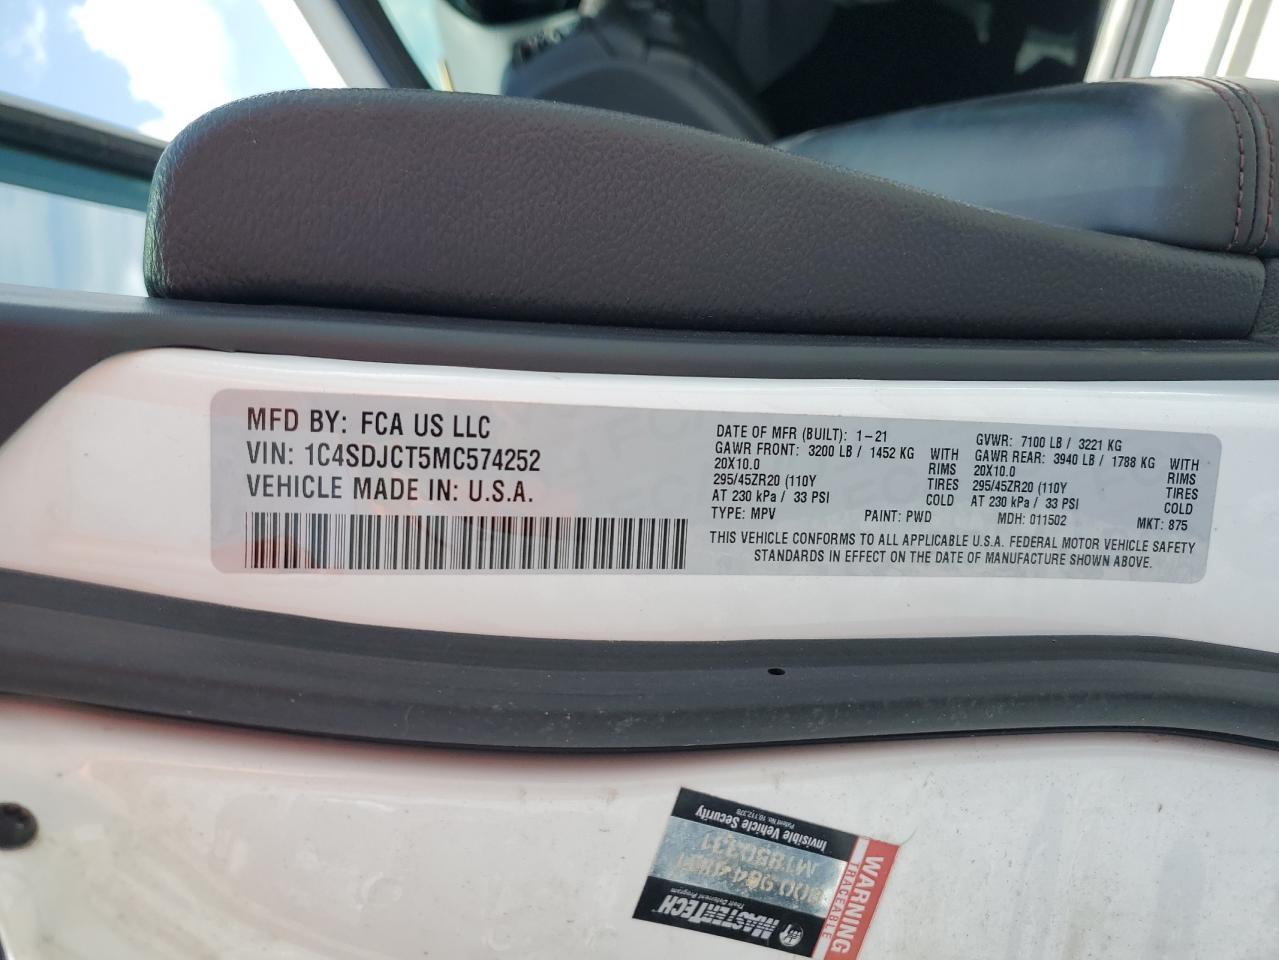 MFD BY: FCA US LLC
VIN: 1C4SDJCT5MC574252
VEHICLE MADE IN: U.S.A.
DATE OF MFR (BUILT): 1-21 GVWR: 7100 LB / 3221 KG
GAWR FRONT: 3200 LB / 1452 KG WITH GAWR REAR: 3940 LB / 1788 KG WITH
20X10.0 RIMS 20X10.0 RIMS
295/45ZR20 (110Y TIRES 295/45ZR20 (110Y TIRES
AT 230 kPa / 33 PSI COLD AT 230 kPa / 33 PSI COLD
TYPE: MPV PAINT: PWD MDH: 011502 MKT: 875
THIS VEHICLE CONFORMS TO ALL APPLICABLE U.S.A. FEDERAL MOTOR VEHICLE SAFETY
STANDARDS IN EFFECT ON THE DATE OF MANUFACTURE SHOWN ABOVE.
WARNING
TRACEABLE
MASTERTECH
Theft Deterrent Program
Invisible Vehicle Security